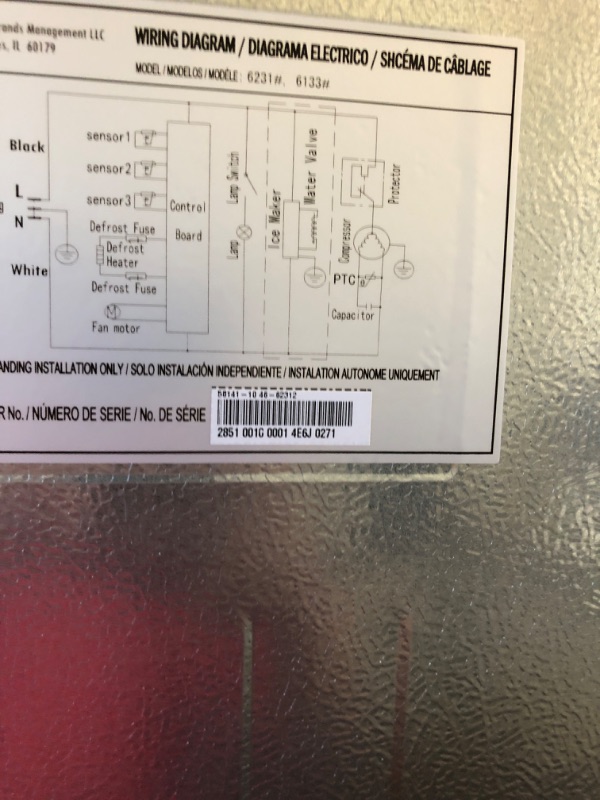 Management LLC
IL 60179
WIRING DIAGRAM / DIAGRAMA ELECTRICO / SHCÉMA DE CÂBLAGE
MODEL / MODELOS / MODÈLE: 6231#, 6133#
Black
L
N
White
sensor1
sensor2
sensor3
Defrost Fuse
Defrost
Heater
Defrost Fuse
M
Fan motor
Control
Board
Lamp Switch
Lamp
Ice Maker
Water Valve
Compressor
Protector
PTC
Capacitor
INSTALLATION ONLY / SOLO INSTALACIÓN INDEPENDIENTE / INSTALATION AUTONOME UNIQUEMENT
No. / NÚMERO DE SERIE / No. DE SÉRIE
58141-10 46-62312
2851 001G 0001 4E6J 0271